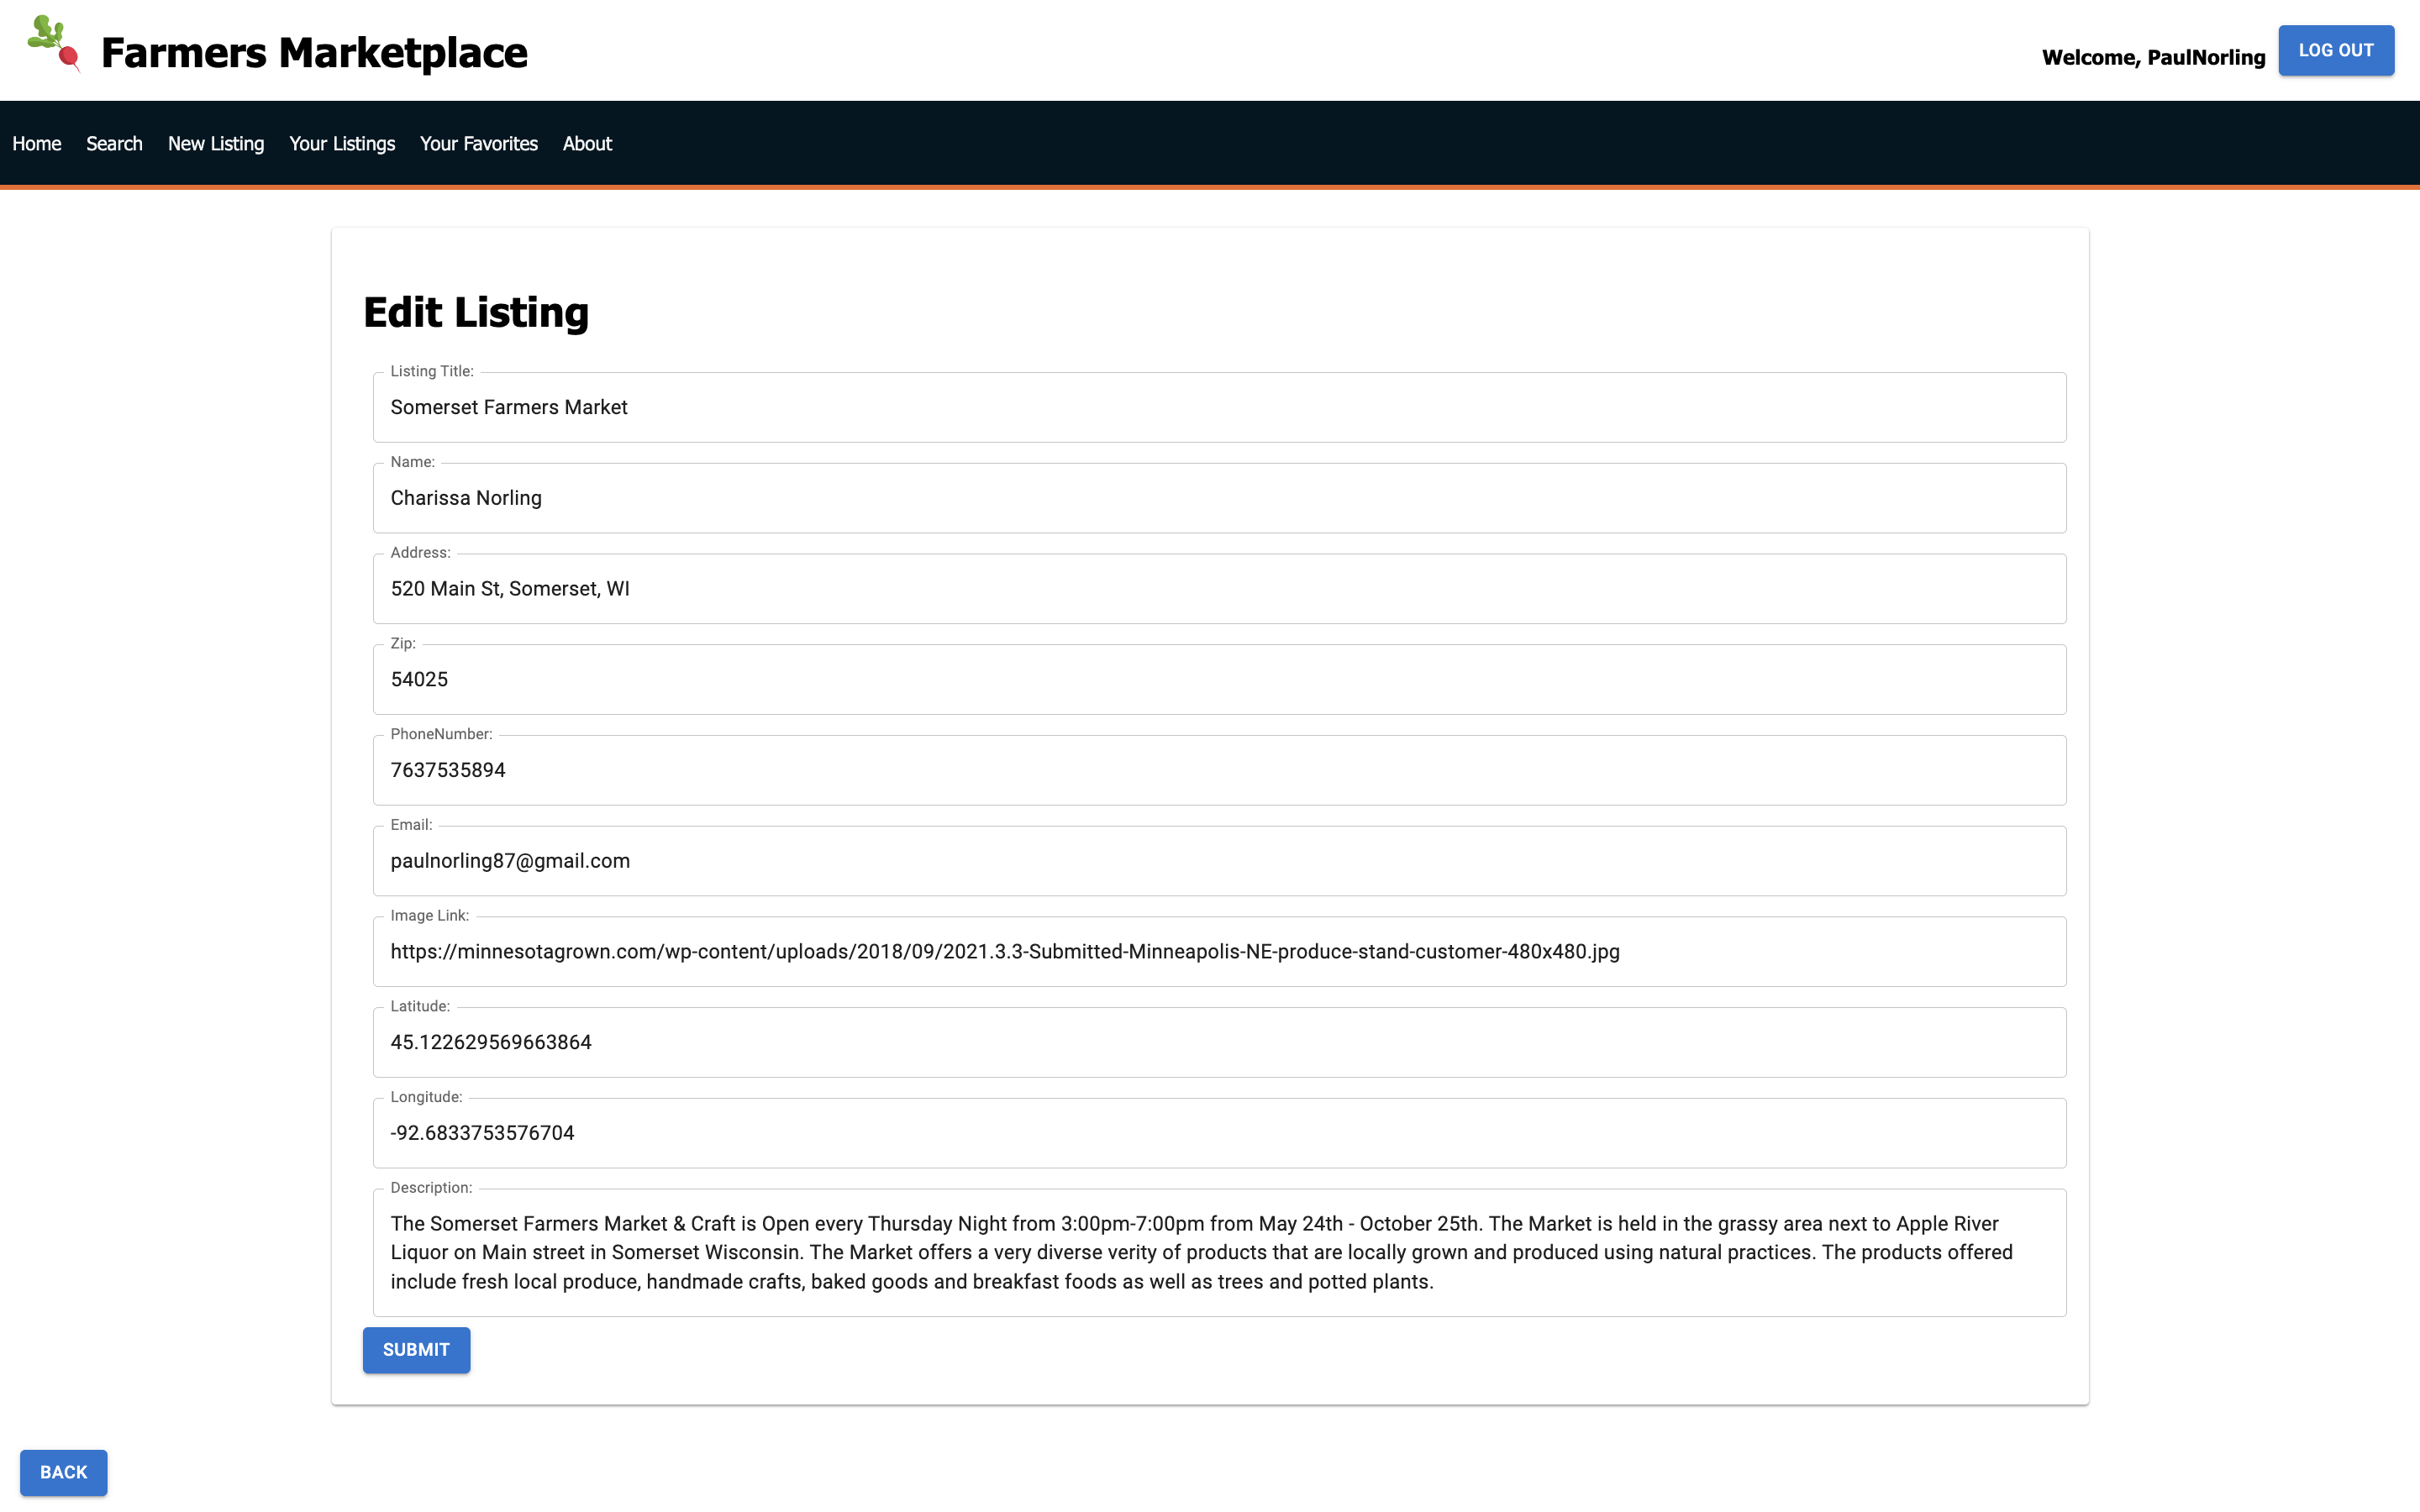 Farmers Marketplace
Welcome, PaulNorling
LOG OUT
Home Search New Listing Your Listings Your Favorites About
Edit Listing
Listing Title:
Somerset Farmers Market
Name:
Charissa Norling
Address:
520 Main St, Somerset, WI
Zip:
54025
PhoneNumber:
7637535894
Email:
paulnorling87@gmail.com
Image Link:
https://minnesotagrown.com/wp-content/uploads/2018/09/2021.3.3-Submitted-Minneapolis-NE-produce-stand-customer-480x480.jpg
Latitude:
45.122629569663864
Longitude:
-92.6833753576704
Description:
The Somerset Farmers Market & Craft is Open every Thursday Night from 3:00pm-7:00pm from May 24th - October 25th. The Market is held in the grassy area next to Apple River
Liquor on Main street in Somerset Wisconsin. The Market offers a very diverse verity of products that are locally grown and produced using natural practices. The products offered
include fresh local produce, handmade crafts, baked goods and breakfast foods as well as trees and potted plants.
SUBMIT
BACK